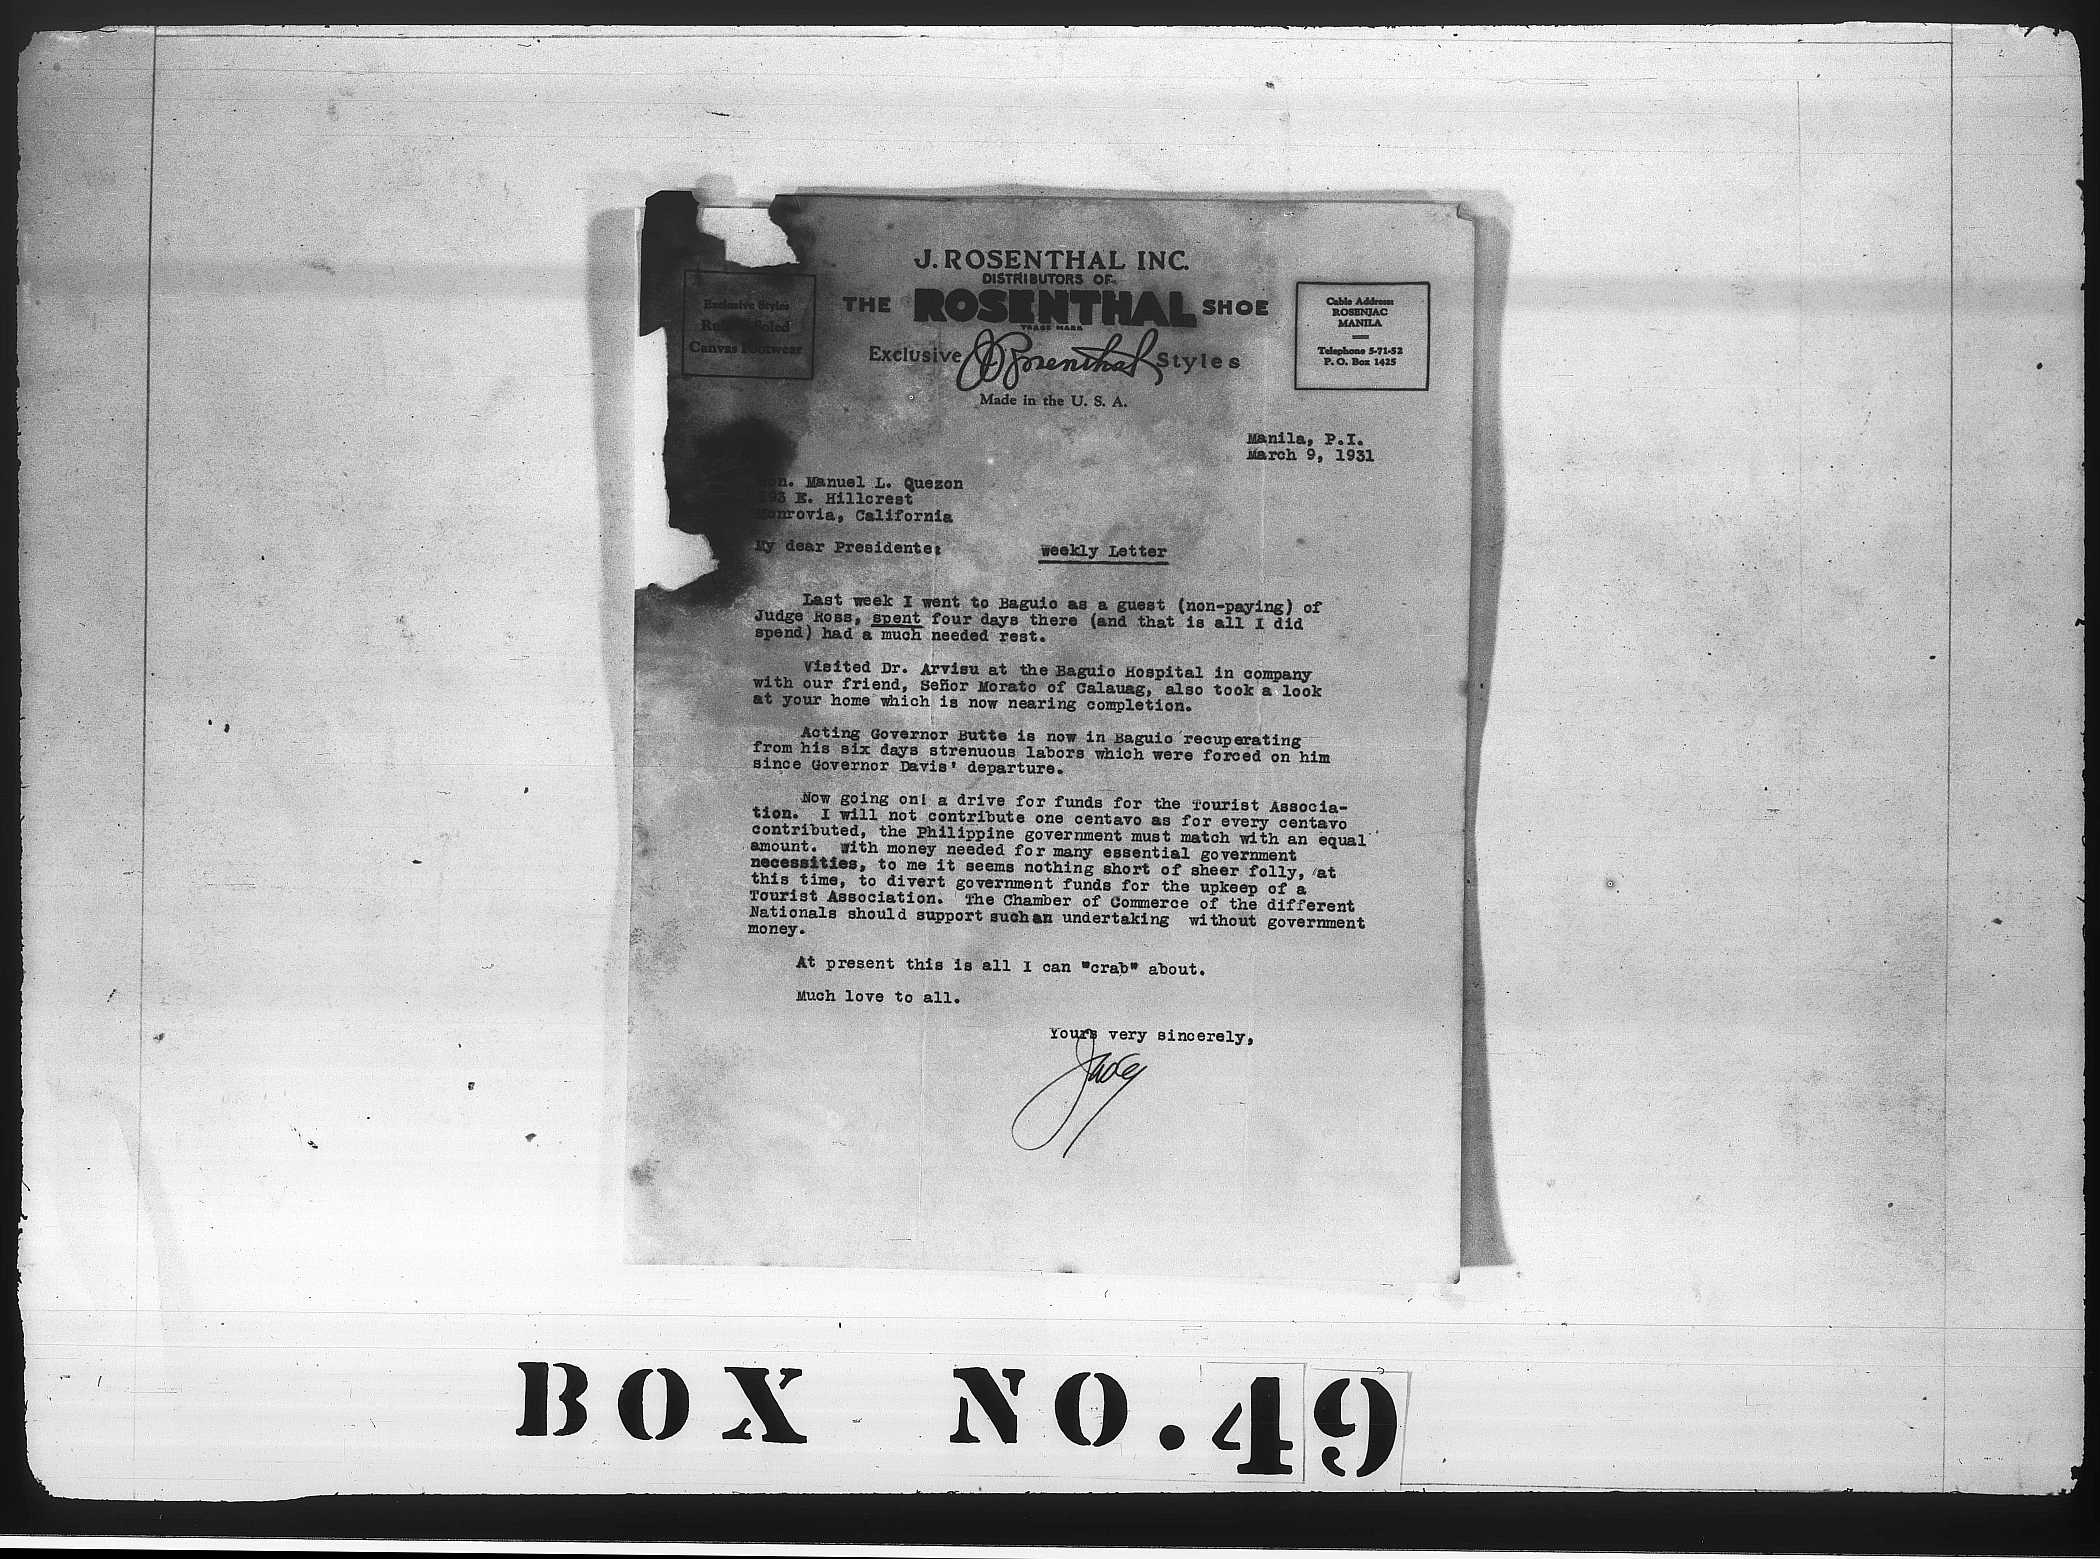 J. ROSENTHAL INC.
DISTRIBUTORS OF
THE ROSENTHAL SHOE
TRADE MARK
Exclusive J Rosenthal Styles
Made in the U. S. A.
Exclusive Styles
Soled
Canvas Footwear
Cable Address:
ROSENJAC
MANILA
Telephone 5-71-52
P. O. Box 1425
Manila, P.I.
March 9, 1931
Hon. Manuel L. Quezon
93 E. Hillcrest
Monrovia, California
My dear Presidente:
Weekly Letter
Last week I went to Baguio as a guest (non-paying) of
Judge Ross, spent four days there (and that is all I did
spend) had a much needed rest.
Visited Dr. Arvisu at the Baguio Hospital in company
with our friend, Señor Morato of Calauag, also took a look
at your home which is now nearing completion.
Acting Governor Butte is now in Baguio recuperating
from his six days strenuous labors which were forced on him
since Governor Davis' departure.
Now going on! a drive for funds for the Tourist Associa-
tion. I will not contribute one centavo as for every centavo
contributed, the Philippine government must match with an equal
amount. With money needed for many essential government
necessities, to me it seems nothing short of sheer folly, at
this time, to divert government funds for the upkeep of a
Tourist Association. The Chamber of Commerce of the different
Nationals should support such an undertaking without government
money.
At present this is all I can "crab" about.
Much love to all.
Yours very sincerely,
BOX NO. 49